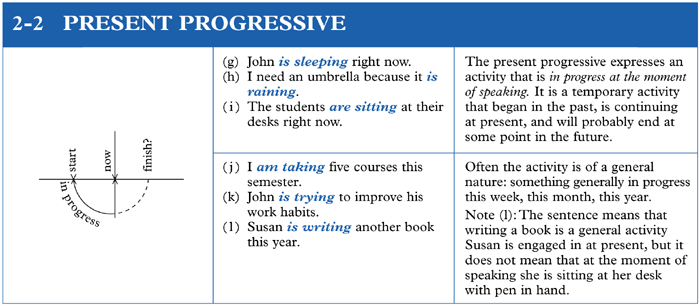 2-2 PRESENT PROGRESSIVE
start
now
finish?
in progress
(g) John is sleeping right now.
(h) I need an umbrella because it is
raining.
(i) The students are sitting at their
desks right now.
The present progressive expresses an
activity that is in progress at the moment
of speaking. It is a temporary activity
that began in the past, is continuing
at present, and will probably end at
some point in the future.
(j) I am taking five courses this
semester.
(k) John is trying to improve his
work habits.
(l) Susan is writing another book
this year.
Often the activity is of a general
nature: something generally in progress
this week, this month, this year.
Note (l): The sentence means that
writing a book is a general activity
Susan is engaged in at present, but it
does not mean that at the moment of
speaking she is sitting at her desk
with pen in hand.